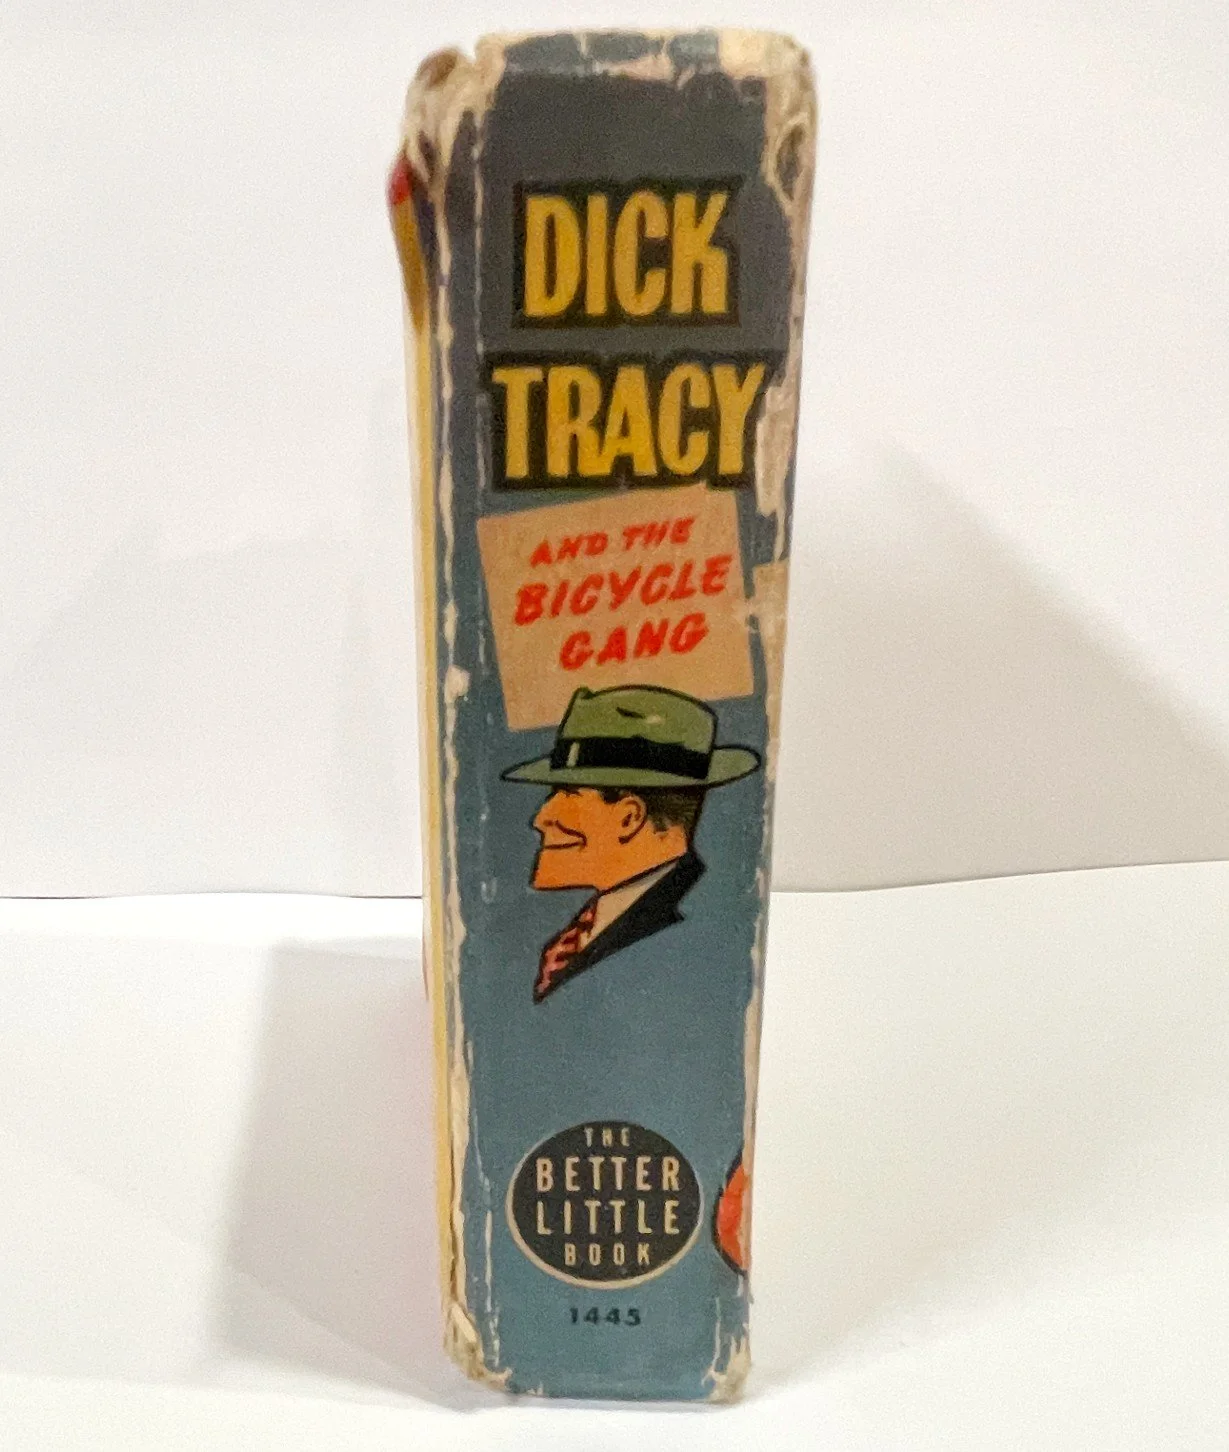 DICK
TRACY
AND THE
BICYCLE
GANG
THE
BETTER
LITTLE
BOOK
1445